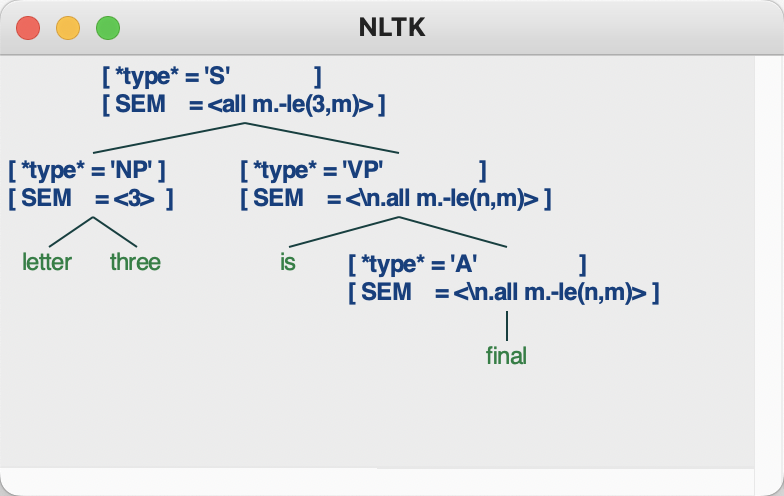 NLTK
[ *type* = 'S' ]
[ SEM = <all m.-le(3,m)> ]
[ *type* = 'NP' ] [ *type* = 'VP' ]
[ SEM = <3> ] [ SEM = <\n.all m.-le(n,m)> ]
letter three is [ *type* = 'A' ]
[ SEM = <\n.all m.-le(n,m)> ]
final